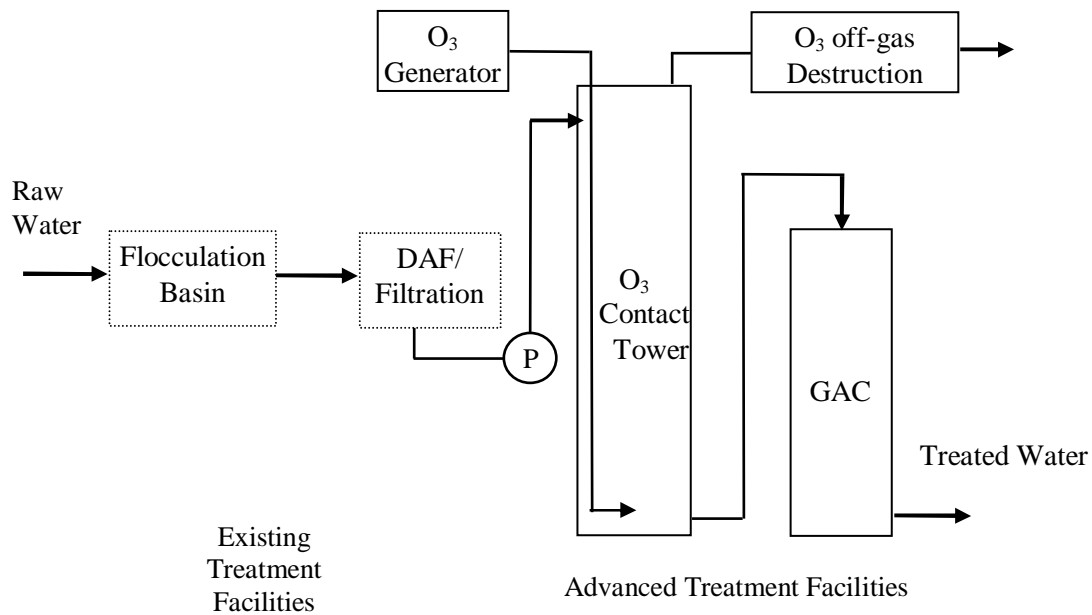 O₃
Generator
O₃ off-gas
Destruction
Raw
Water
Flocculation
Basin
DAF/
Filtration
P
O₃
Contact
Tower
GAC
Treated Water
Existing
Treatment
Facilities
Advanced Treatment Facilities